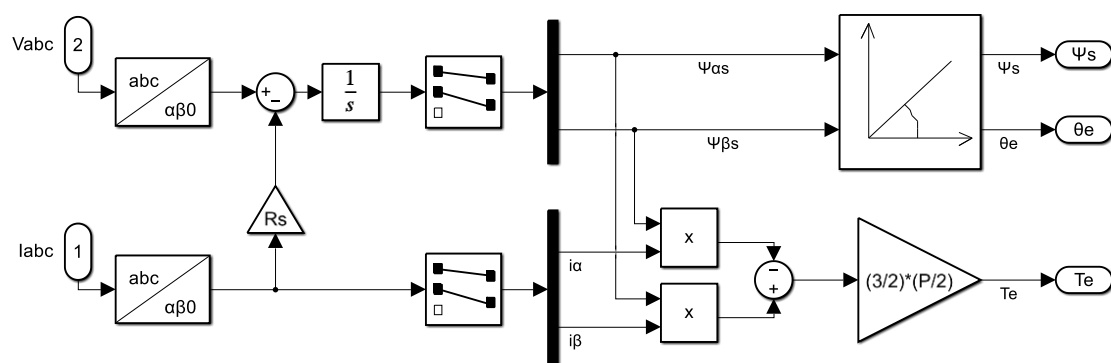 Vabc
2
abc
αβ0
+
−
1
s
Ψαs
Ψβs
Ψs
Ψs
θe
θe
Rs
Iabc
1
abc
αβ0
iα
iβ
x
x
−
+
(3/2)*(P/2)
Te
Te